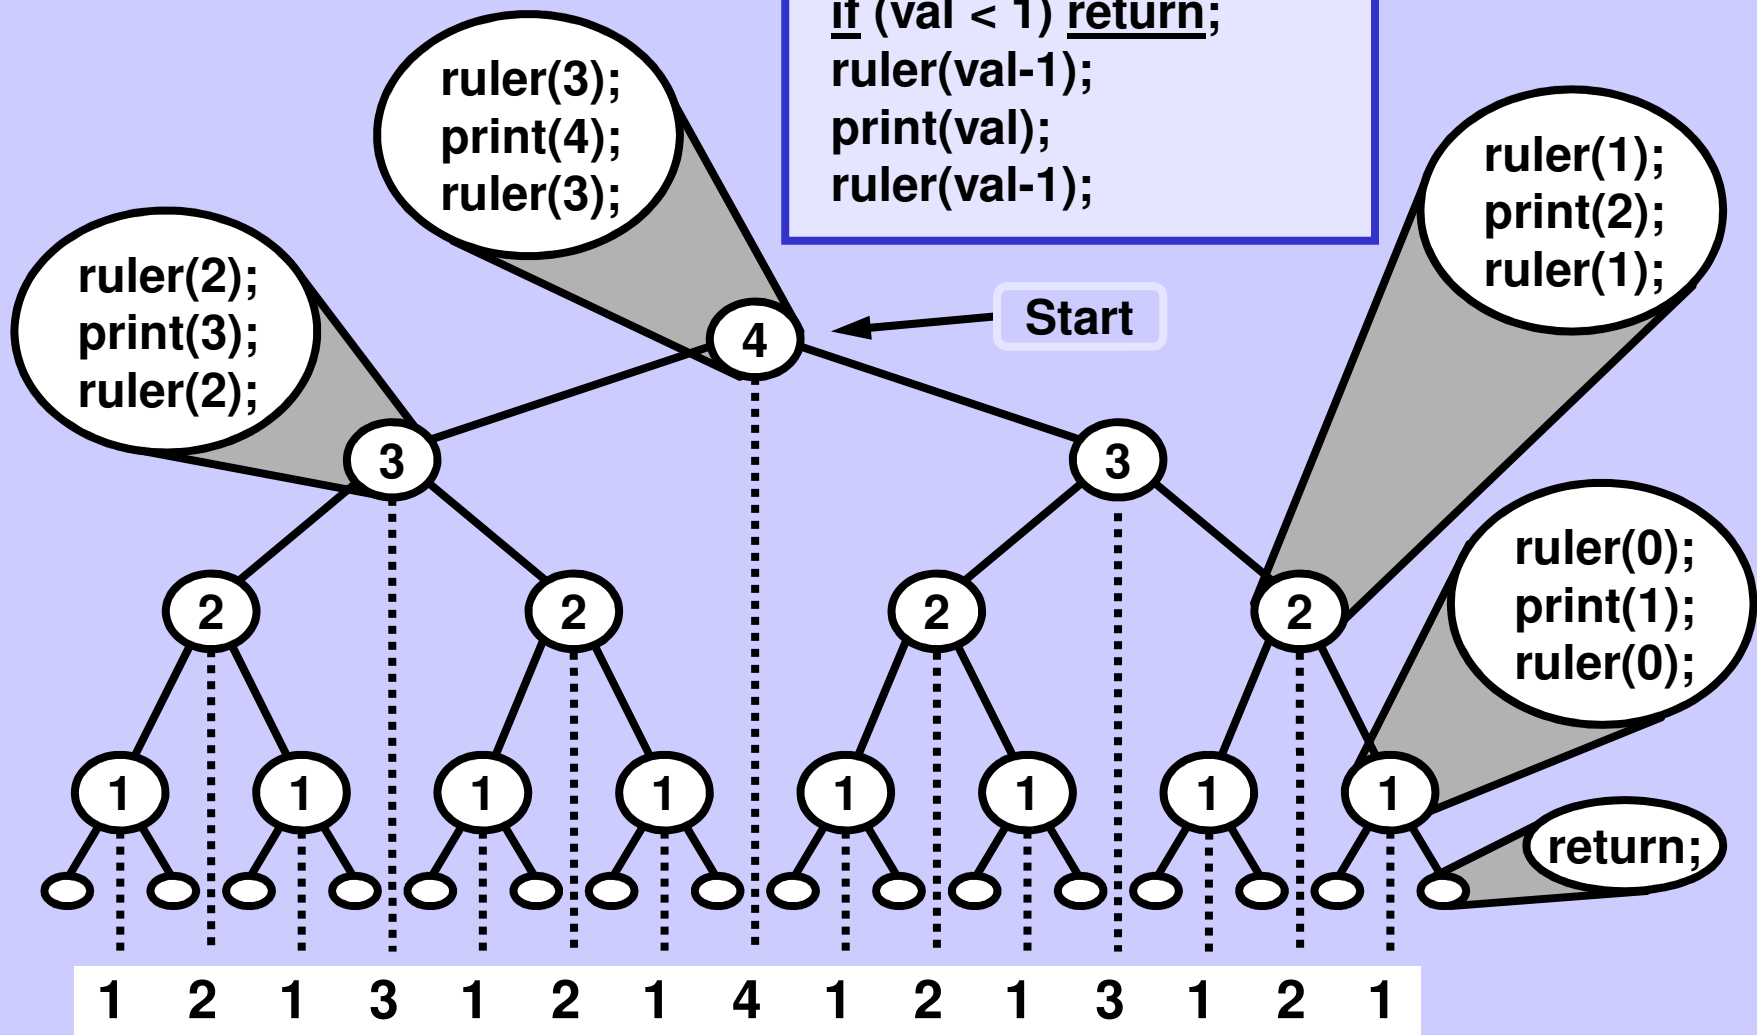 if (val < 1) return;
ruler(val-1);
print(val);
ruler(val-1);
ruler(3);
print(4);
ruler(3);
ruler(1);
print(2);
ruler(1);
ruler(2);
print(3);
ruler(2);
Start
4
3 3
ruler(0);
print(1);
ruler(0);
2 2 2 2
1 1 1 1 1 1 1 1
return;
1 2 1 3 1 2 1 4 1 2 1 3 1 2 1